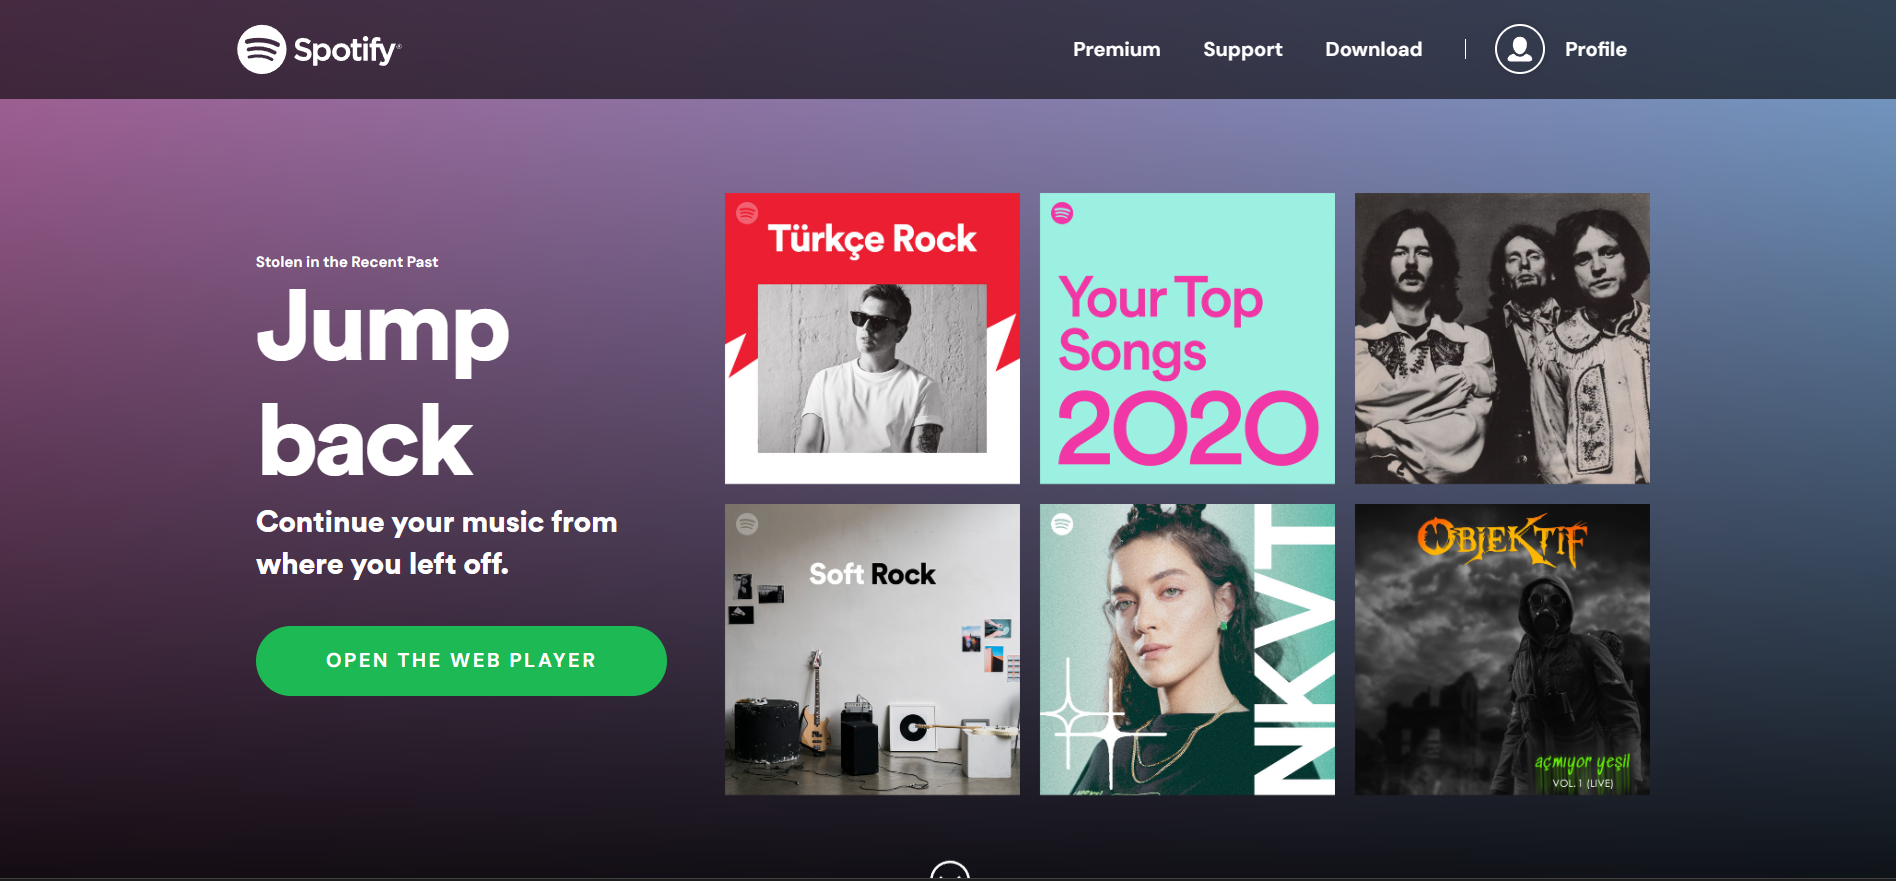 Spotify®
Premium
Support
Download
Profile
Stolen in the Recent Past
Jump
back
Continue your music from
where you left off.
OPEN THE WEB PLAYER
Türkçe Rock
Your Top
Songs
2020
Soft Rock
NKVT
OBJEKTİF
açmıyor yeşil
VOL. 1 (LIVE)